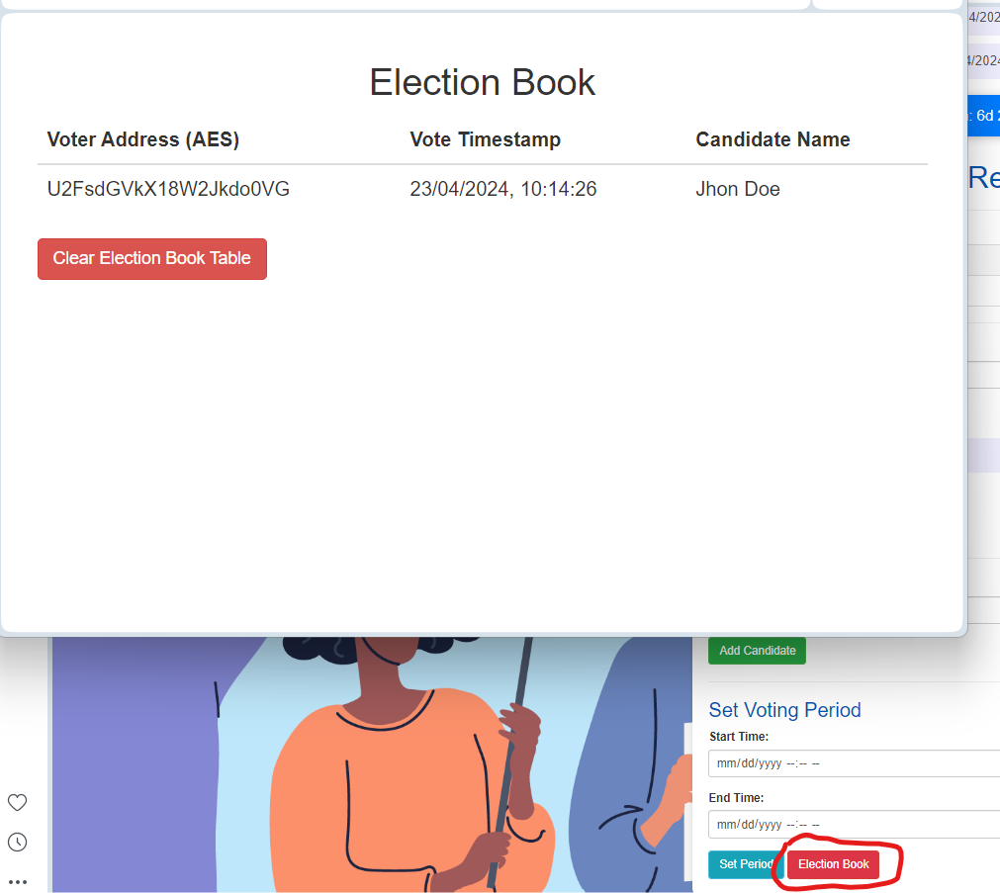 Election Book
Voter Address (AES) Vote Timestamp Candidate Name
U2FsdGVkX18W2Jkdo0VG 23/04/2024, 10:14:26 Jhon Doe
Clear Election Book Table
4/202
4/2024
: 6d 2
Re
Add Candidate
Set Voting Period
Start Time:
mm/dd/yyyy --:-- --
End Time:
mm/dd/yyyy --:-- --
Set Period Election Book